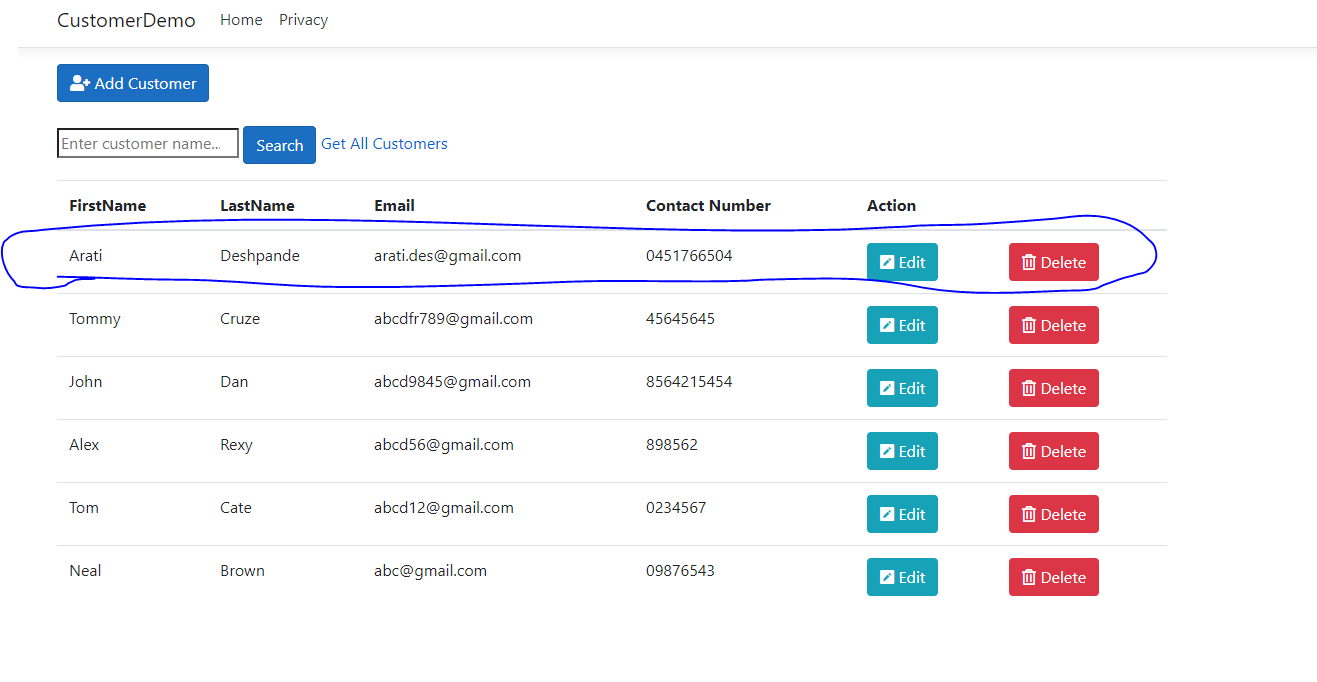 CustomerDemo Home Privacy
Add Customer
Enter customer name... Search Get All Customers
FirstName LastName Email Contact Number Action
Arati Deshpande arati.des@gmail.com 0451766504 Edit Delete
Tommy Cruze abcdfr789@gmail.com 45645645 Edit Delete
John Dan abcd9845@gmail.com 8564215454 Edit Delete
Alex Rexy abcd56@gmail.com 898562 Edit Delete
Tom Cate abcd12@gmail.com 0234567 Edit Delete
Neal Brown abc@gmail.com 09876543 Edit Delete